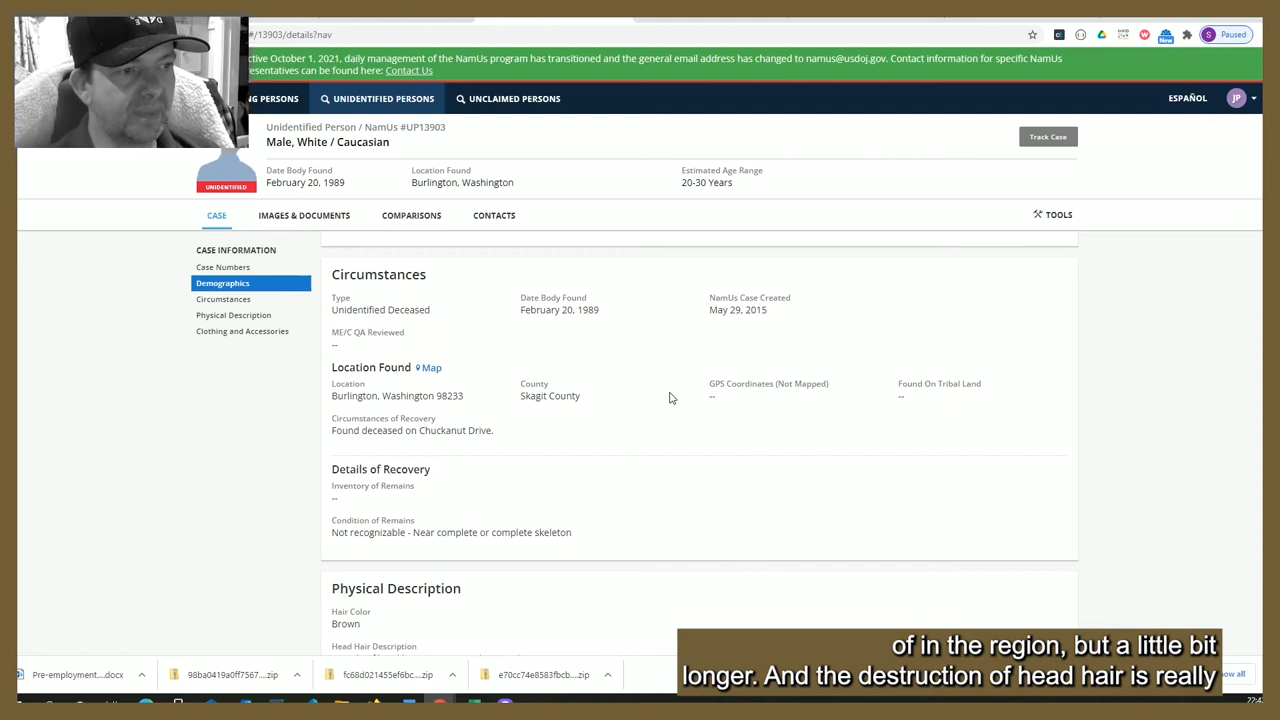 #/13903/details?nav
Paused
New
ctive October 1, 2021, daily management of the NamUs program has transitioned and the general email address has changed to namus@usdoj.gov. Contact information for specific NamUs
resentatives can be found here: Contact Us
NG PERSONS UNIDENTIFIED PERSONS UNCLAIMED PERSONS ESPAÑOL JP
Unidentified Person / NamUs #UP13903
Male, White / Caucasian
Track Case
Date Body Found Location Found Estimated Age Range
February 20, 1989 Burlington, Washington 20-30 Years
UNIDENTIFIED
CASE IMAGES & DOCUMENTS COMPARISONS CONTACTS TOOLS
CASE INFORMATION
Case Numbers
Demographics
Circumstances
Physical Description
Clothing and Accessories
Circumstances
Type Date Body Found NamUs Case Created
Unidentified Deceased February 20, 1989 May 29, 2015
ME/C QA Reviewed
--
Location Found Map
Location County GPS Coordinates (Not Mapped) Found On Tribal Land
Burlington, Washington 98233 Skagit County -- --
Circumstances of Recovery
Found deceased on Chuckanut Drive.
Details of Recovery
Inventory of Remains
--
Condition of Remains
Not recognizable - Near complete or complete skeleton
Physical Description
Hair Color
Brown
Head Hair Description
of in the region, but a little bit
longer. And the destruction of head hair is really
Pre-employment....docx 98ba0419a0ff7567....zip fc68d021455ef6bc....zip e70cc74e8583fbcb....zip how all
22:4